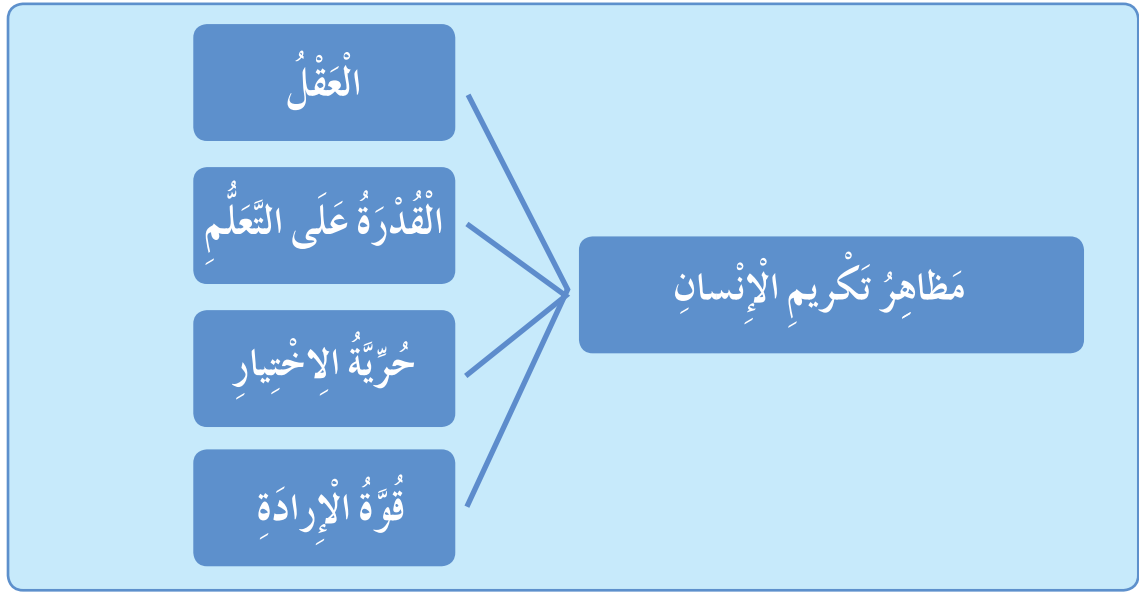 مَظاهِرُ تَكْريمِ الْإِنْسانِ
الْعَقْلُ
الْقُدْرَةُ عَلَى التَّعَلُّمِ
حُرِّيَّةُ الِاخْتِيارِ
قُوَّةُ الْإِرادَةِ